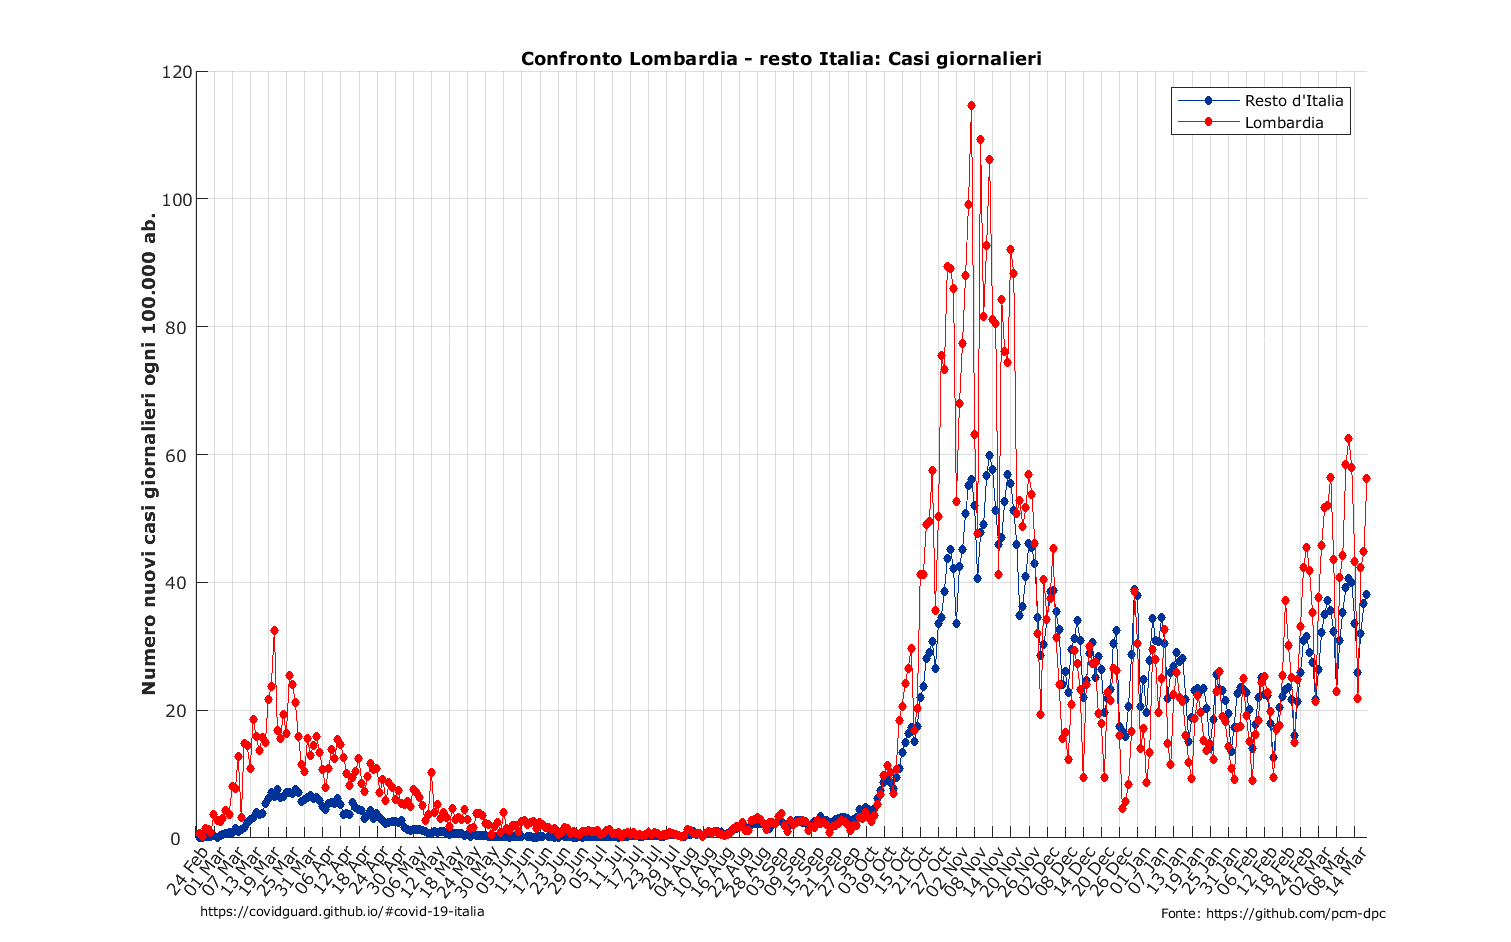 Confronto Lombardia - resto Italia: Casi giornalieri
Numero nuovi casi giornalieri ogni 100.000 ab.
120
100
80
60
40
20
0
Resto d'Italia
Lombardia
24 Feb
01 Mar
07 Mar
13 Mar
19 Mar
25 Mar
31 Mar
06 Apr
12 Apr
18 Apr
24 Apr
30 Apr
06 May
12 May
18 May
24 May
30 May
05 Jun
11 Jun
17 Jun
23 Jun
29 Jun
05 Jul
11 Jul
17 Jul
23 Jul
29 Jul
04 Aug
10 Aug
16 Aug
22 Aug
28 Aug
03 Sep
09 Sep
15 Sep
21 Sep
27 Sep
03 Oct
09 Oct
15 Oct
21 Oct
27 Oct
02 Nov
08 Nov
14 Nov
20 Nov
26 Nov
02 Dec
08 Dec
14 Dec
20 Dec
26 Dec
01 Jan
07 Jan
13 Jan
19 Jan
25 Jan
31 Jan
06 Feb
12 Feb
18 Feb
24 Feb
02 Mar
08 Mar
14 Mar
https://covidguard.github.io/#covid-19-italia
Fonte: https://github.com/pcm-dpc